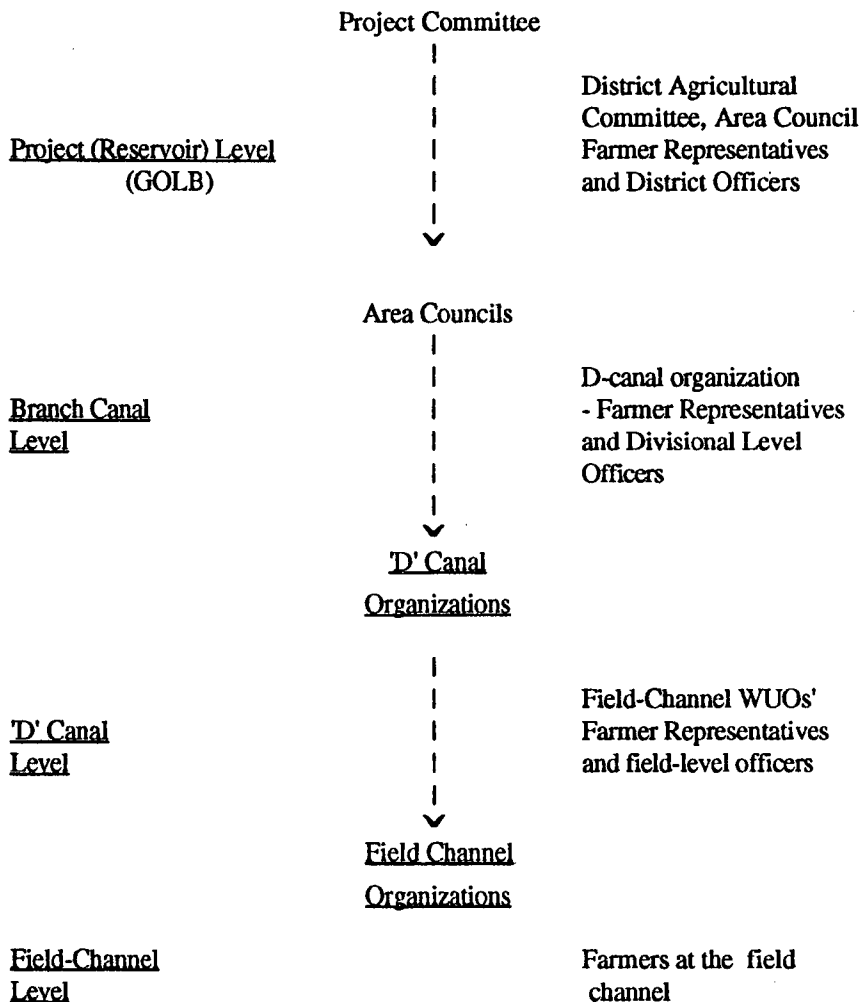 Project Committee
District Agricultural
Committee, Area Council
Project (Reservoir) Level
Farmer Representatives
(GOLB)
and District Officers
Area Councils
D-canal organization
Branch Canal
- Farmer Representatives
Level
and Divisional Level
Officers
'D' Canal
Organizations
Field-Channel WUOs'
'D' Canal
Farmer Representatives
Level
and field-level officers
Field Channel
Organizations
Field-Channel
Farmers at the field
Level
channel